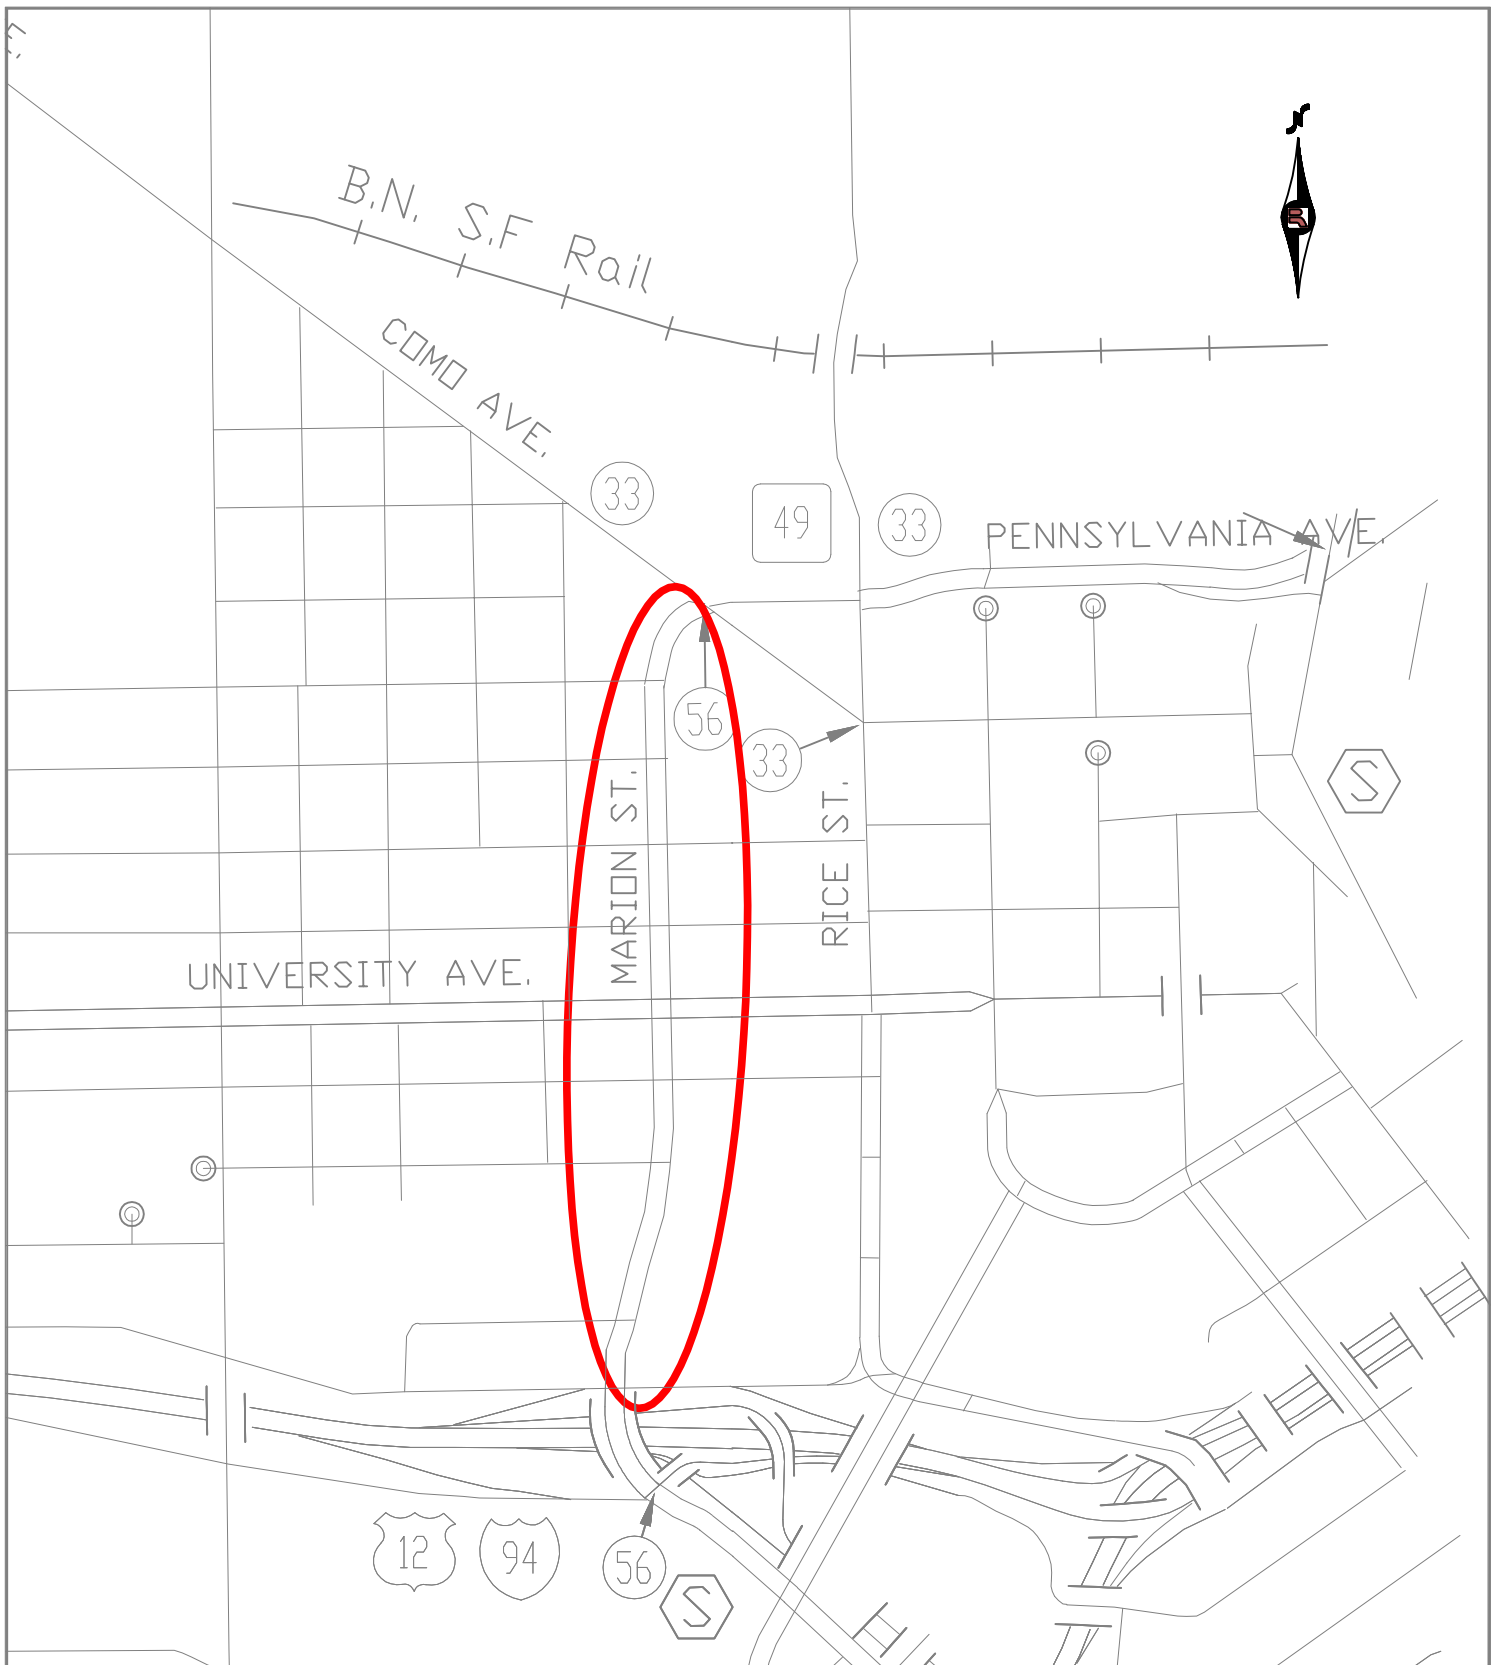 E.
N
B.N. S.F Rail
COMO AVE.
33
49
33
PENNSYLVANIA AVE.
56
33
S
MARION ST.
RICE ST.
UNIVERSITY AVE.
12
94
56
S